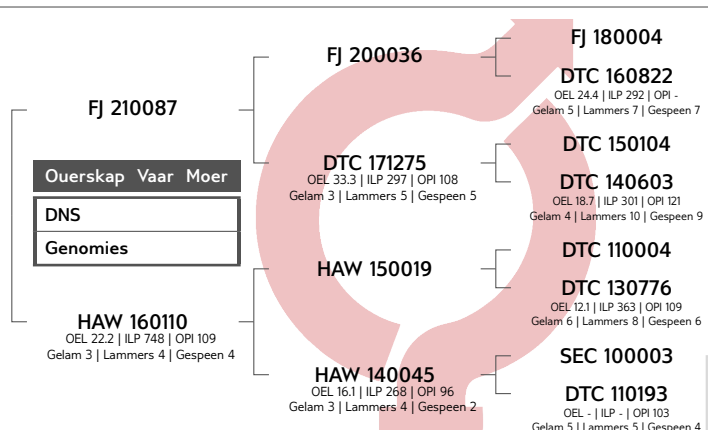 FJ 180004
FJ 200036
DTC 160822
OEL 24.4 | ILP 292 | OPI -
Gelam 5 | Lammers 7 | Gespeen 7
FJ 210087
DTC 150104
DTC 171275
OEL 33.3 | ILP 297 | OPI 108
Gelam 3 | Lammers 5 | Gespeen 5
DTC 140603
OEL 18.7 | ILP 301 | OPI 121
Gelam 4 | Lammers 10 | Gespeen 9
Ouerskap Vaar Moer
DNS
Genomies
DTC 110004
HAW 150019
DTC 130776
OEL 12.1 | ILP 363 | OPI 109
Gelam 6 | Lammers 8 | Gespeen 6
HAW 160110
OEL 22.2 | ILP 748 | OPI 109
Gelam 3 | Lammers 4 | Gespeen 4
SEC 100003
HAW 140045
OEL 16.1 | ILP 268 | OPI 96
Gelam 3 | Lammers 4 | Gespeen 2
DTC 110193
OEL - | ILP - | OPI 103
Gelam 5 | Lammers 5 | Gespeen 4